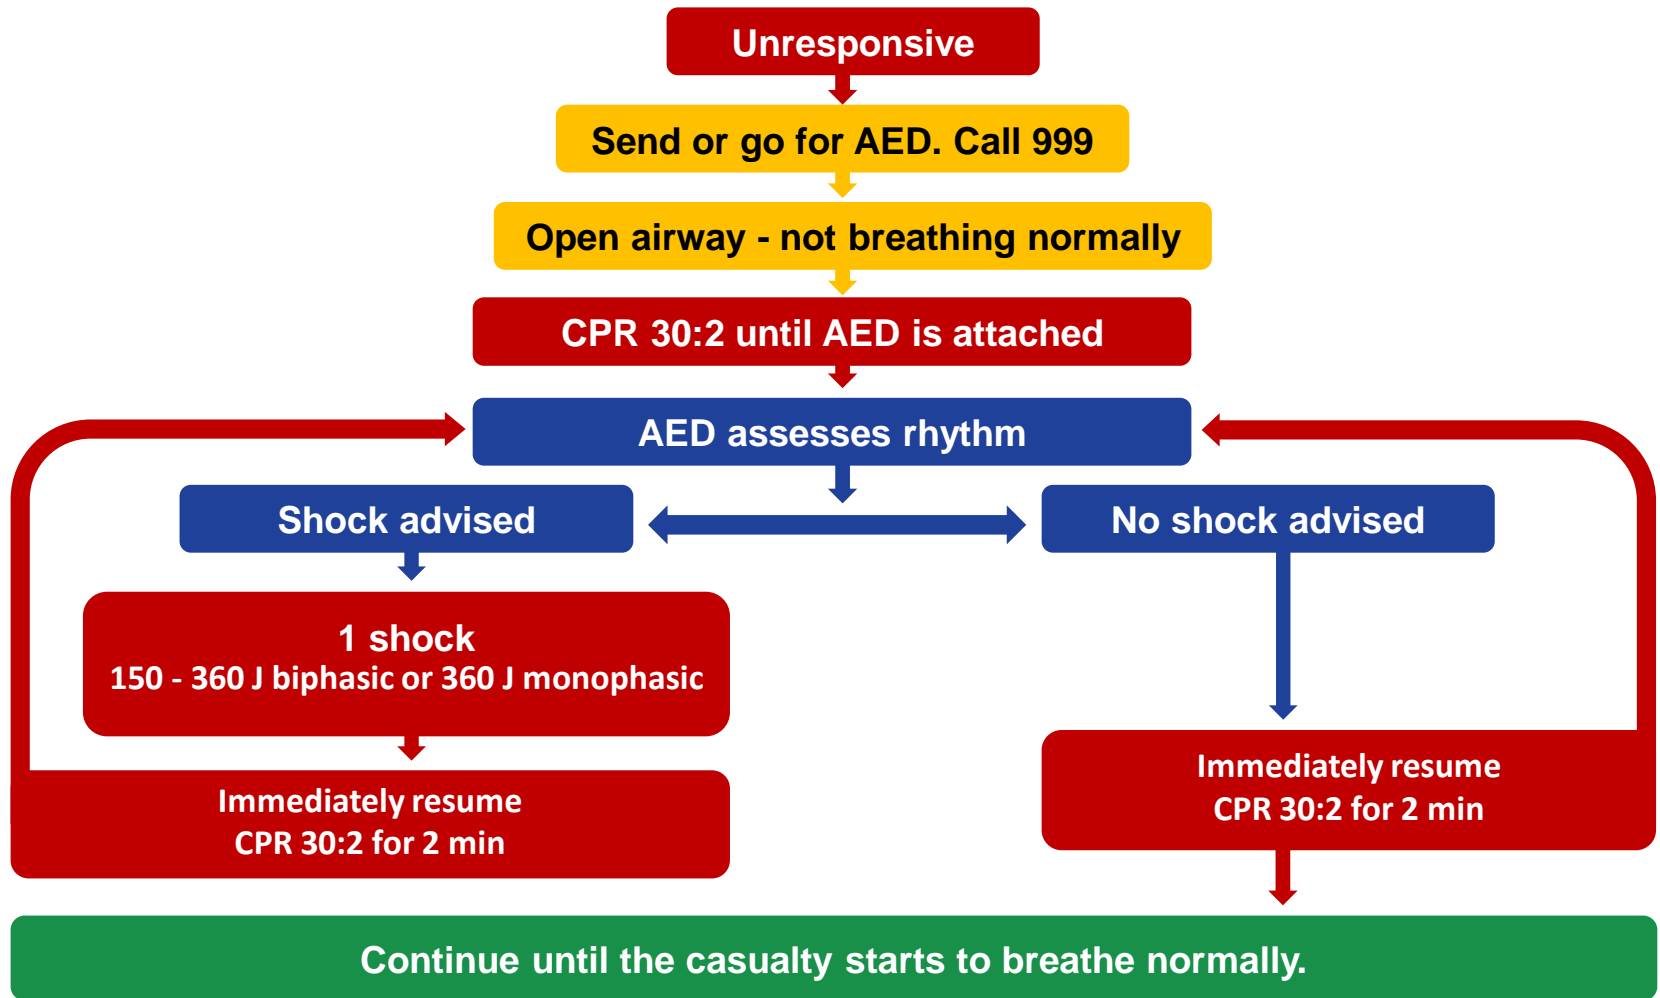 Unresponsive
Send or go for AED. Call 999
Open airway - not breathing normally
CPR 30:2 until AED is attached
AED assesses rhythm
Shock advised
No shock advised
1 shock
150 - 360 J biphasic or 360 J monophasic
Immediately resume
CPR 30:2 for 2 min
Immediately resume
CPR 30:2 for 2 min
Continue until the casualty starts to breathe normally.